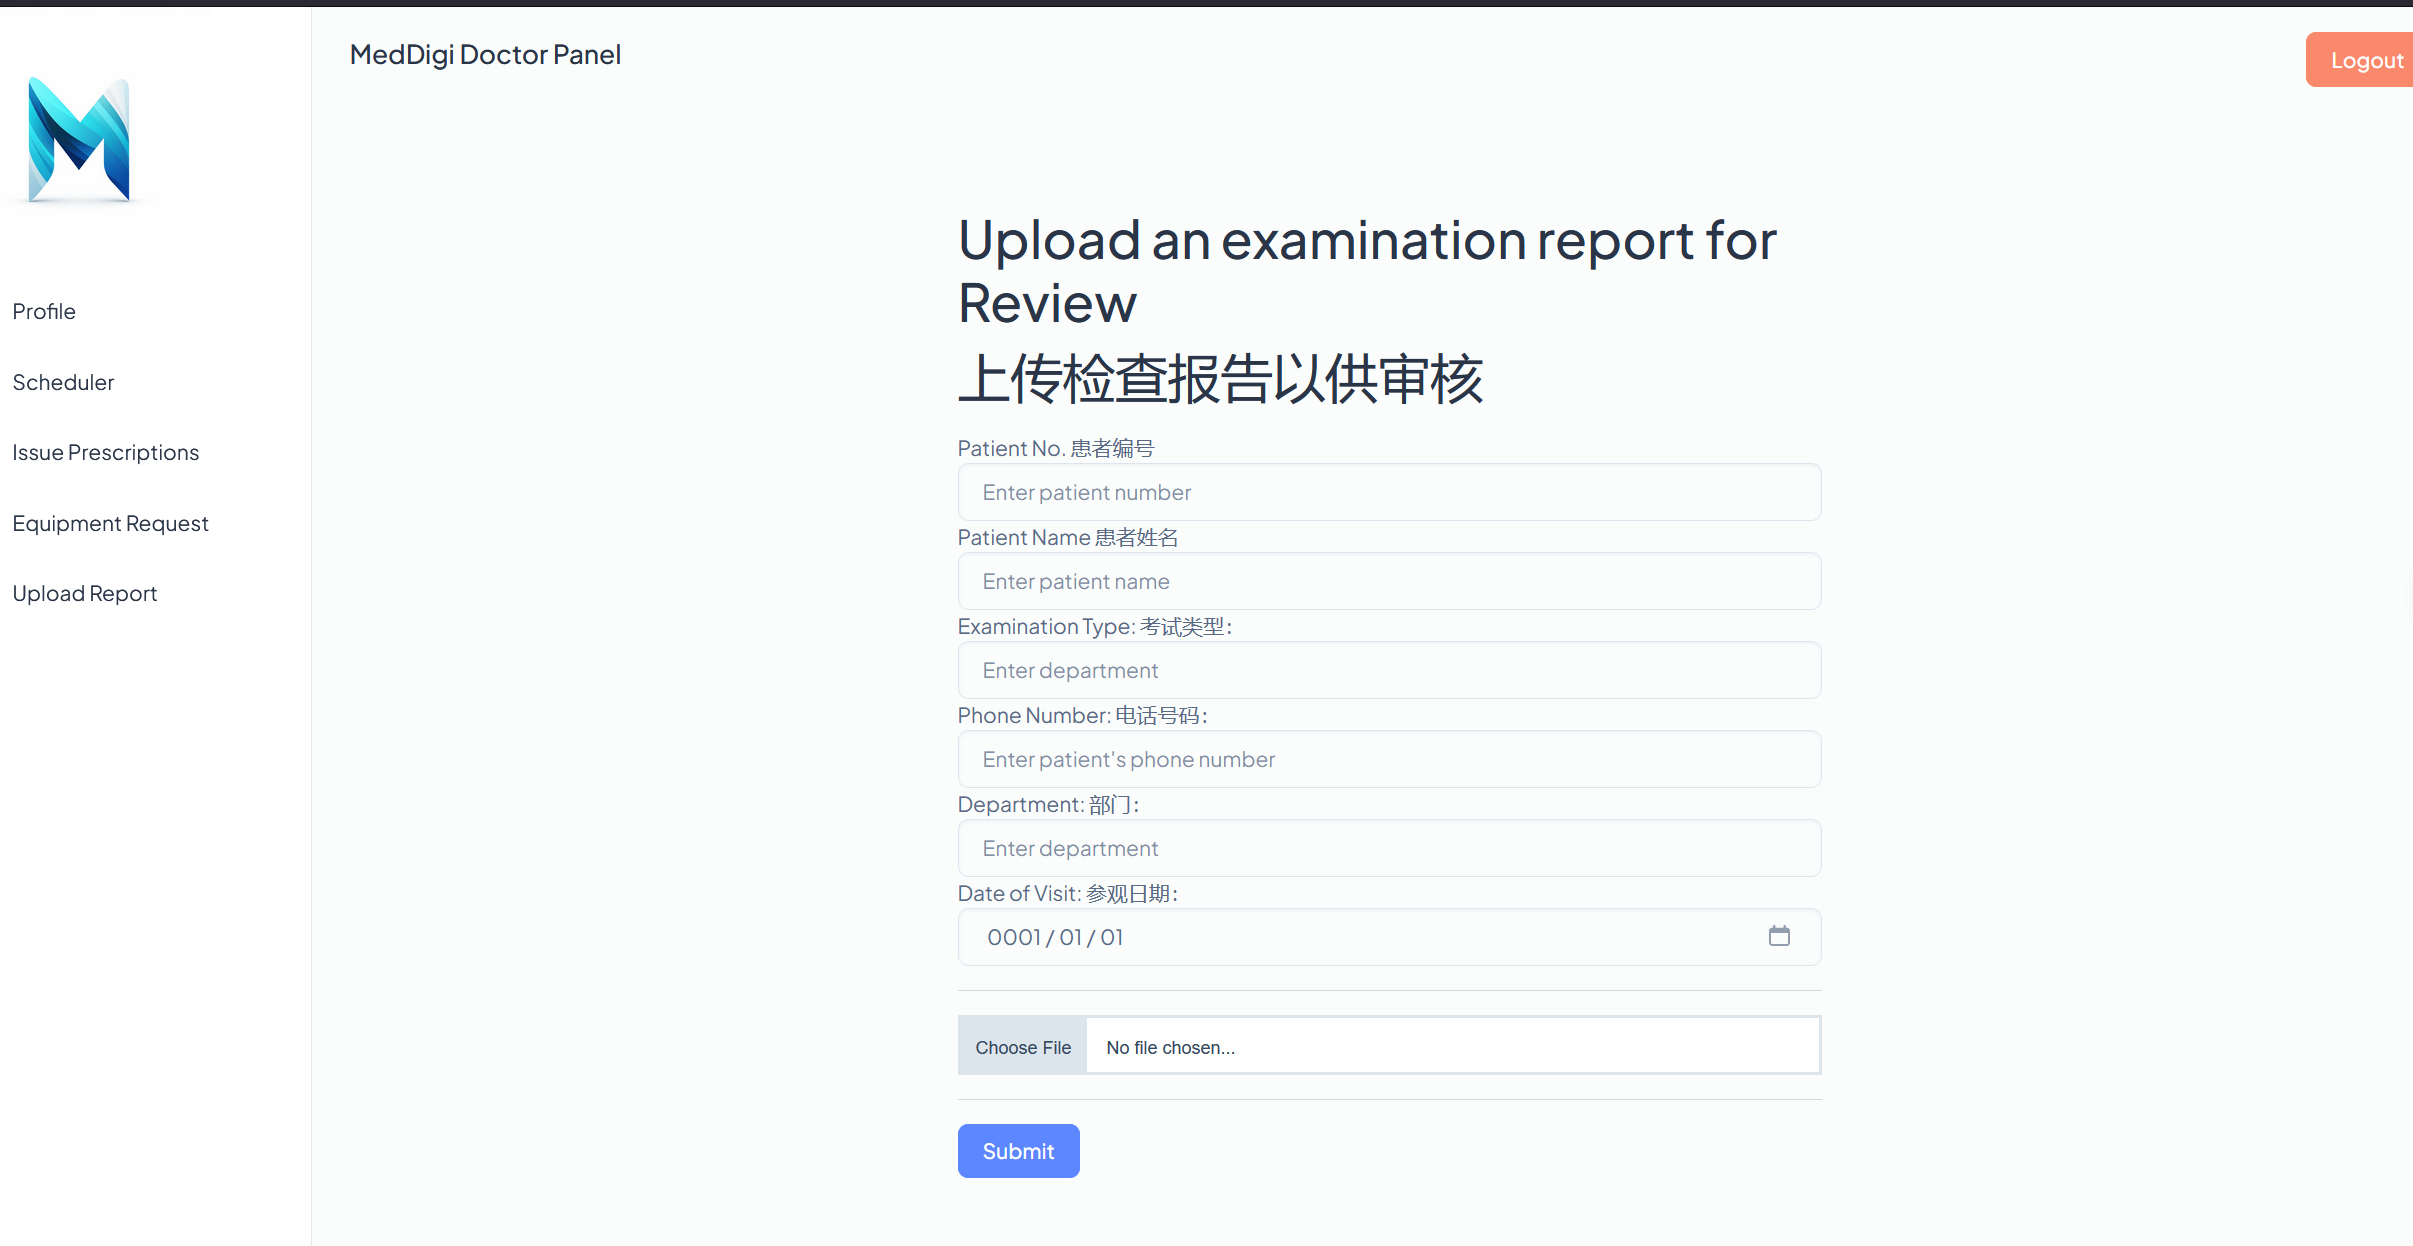 MedDigi Doctor Panel
Logout
Profile
Scheduler
Issue Prescriptions
Equipment Request
Upload Report
Upload an examination report for
Review
上传检查报告以供审核
Patient No. 患者编号
Enter patient number
Patient Name 患者姓名
Enter patient name
Examination Type: 考试类型：
Enter department
Phone Number: 电话号码：
Enter patient's phone number
Department: 部门：
Enter department
Date of Visit: 参观日期：
0001 / 01 / 01
Choose File No file chosen...
Submit